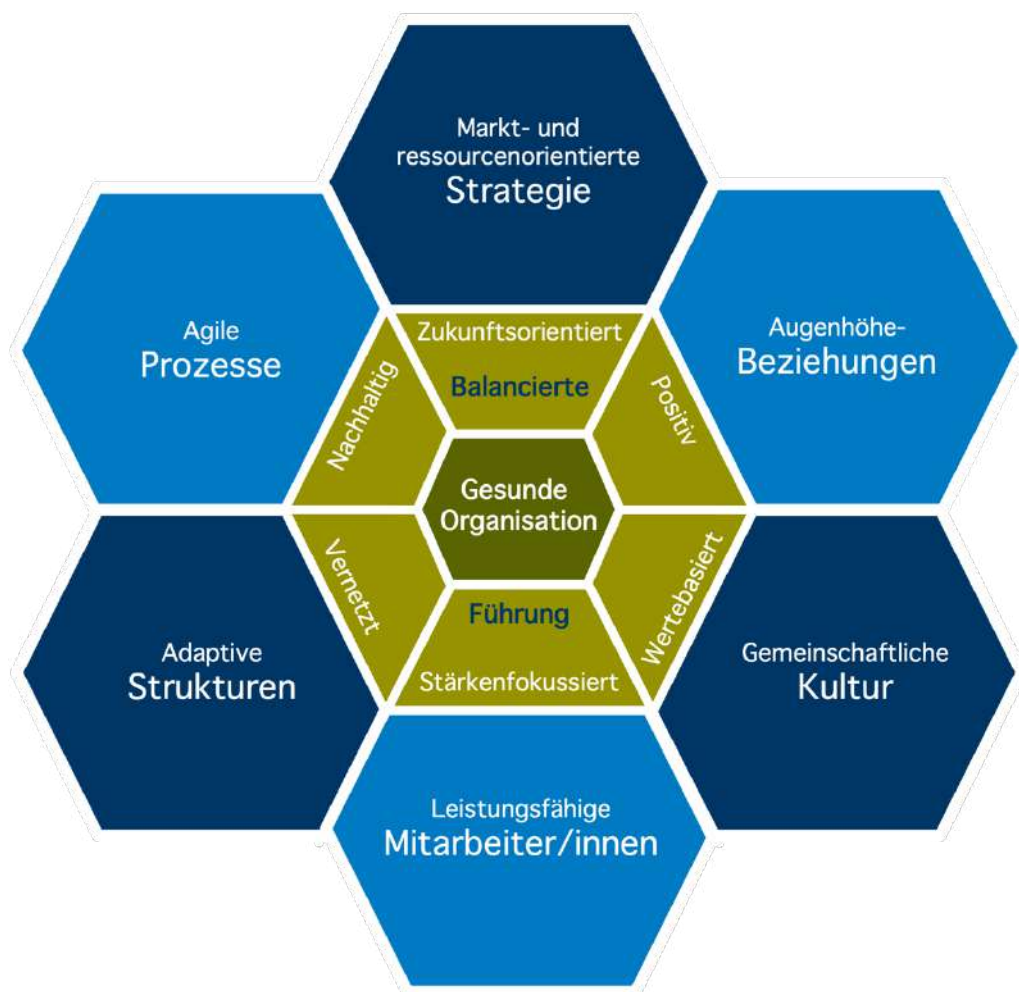 Markt- und
ressourcenorientierte
Strategie
Agile
Prozesse
Augenhöhe-
Beziehungen
Zukunftsorientiert
Balancierte
Nachhaltig
Positiv
Gesunde
Organisation
Vernetzt
Wertebasiert
Führung
Stärkenfokussiert
Adaptive
Strukturen
Gemeinschaftliche
Kultur
Leistungsfähige
Mitarbeiter/innen